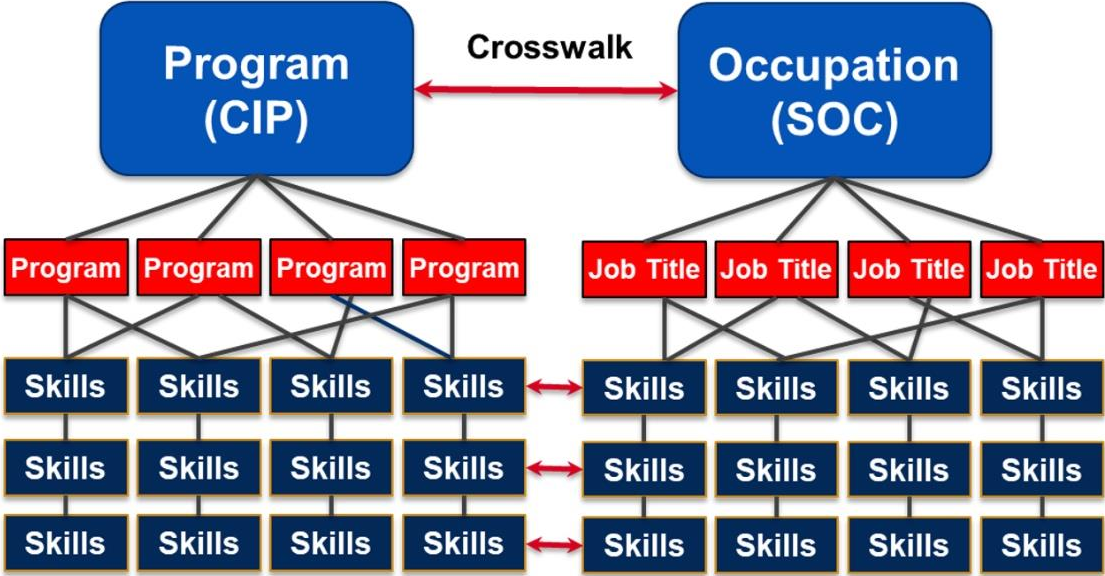 Crosswalk
Program
(CIP)
Occupation
(SOC)
Program Program Program Program
Job Title Job Title Job Title Job Title
Skills Skills Skills Skills Skills Skills Skills Skills
Skills Skills Skills Skills Skills Skills Skills Skills
Skills Skills Skills Skills Skills Skills Skills Skills